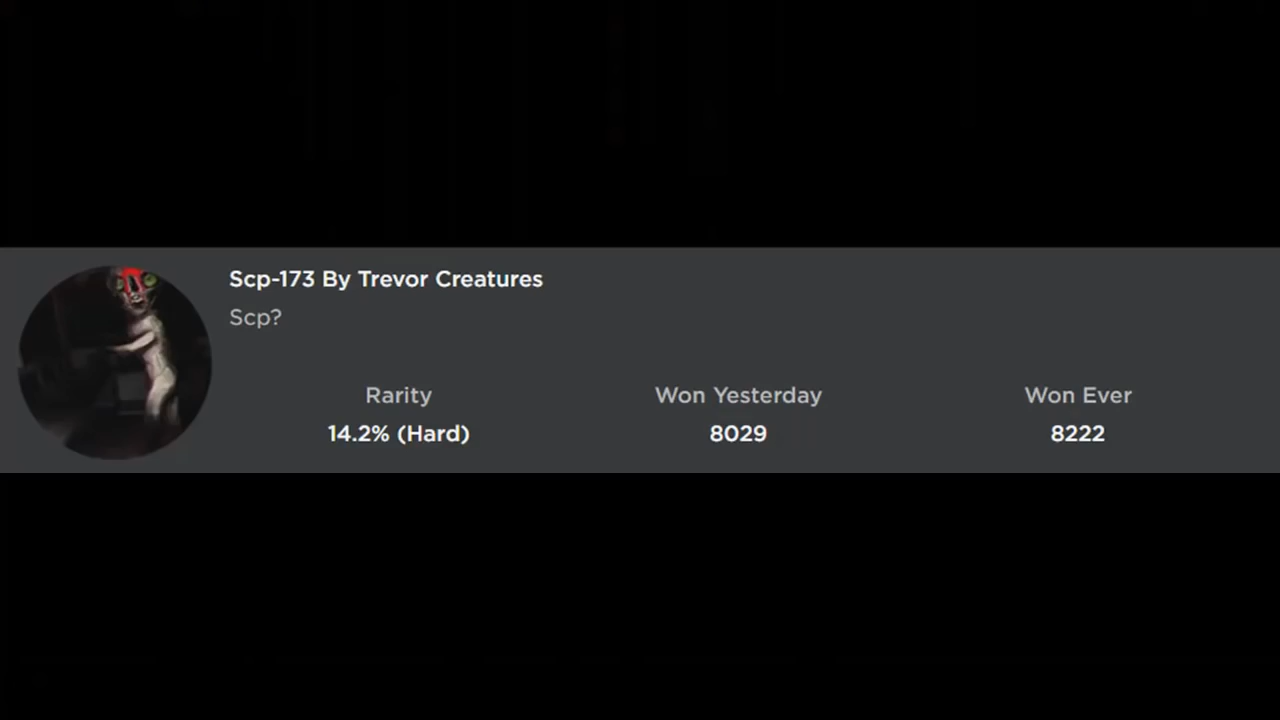 Scp-173 By Trevor Creatures
Scp?
Rarity Won Yesterday Won Ever
14.2% (Hard) 8029 8222